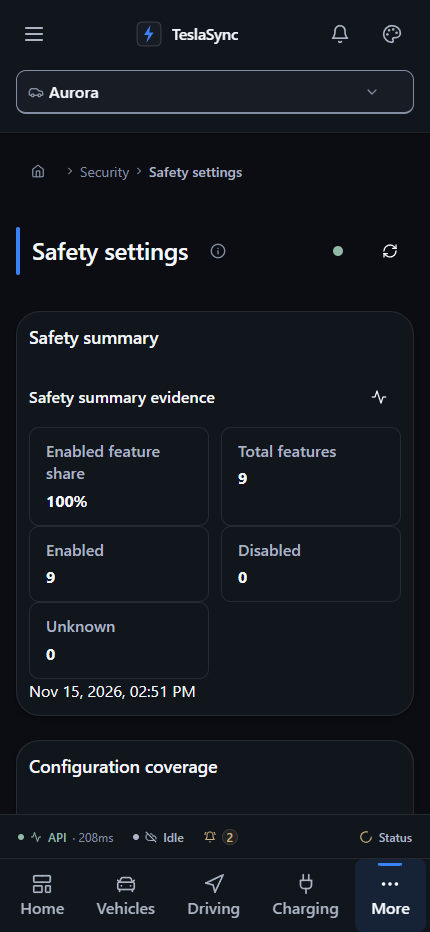 TeslaSync
Aurora
Security
Safety settings
Safety settings
Safety summary
Safety summary evidence
Enabled feature
share
100%
Total features
9
Enabled
9
Disabled
0
Unknown
0
Nov 15, 2026, 02:51 PM
Configuration coverage
API · 208ms
Idle
2
Status
Home
Vehicles
Driving
Charging
More